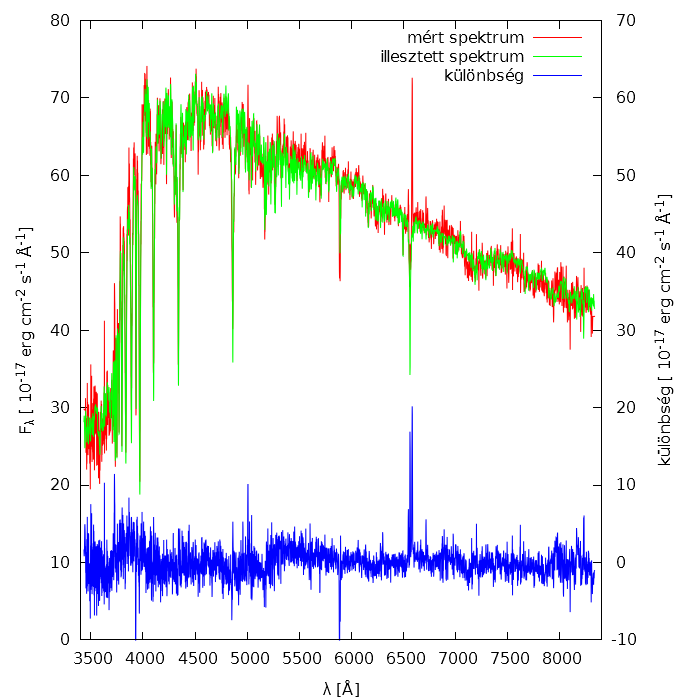 mért spektrum
illesztett spektrum
különbség
80
70
60
50
40
30
20
10
0
70
60
50
40
30
20
10
0
-10
3500 4000 4500 5000 5500 6000 6500 7000 7500 8000
Fλ [ 10-17 erg cm-2 s-1 Å-1]
különbség [ 10-17 erg cm-2 s-1 Å-1]
λ [Å]